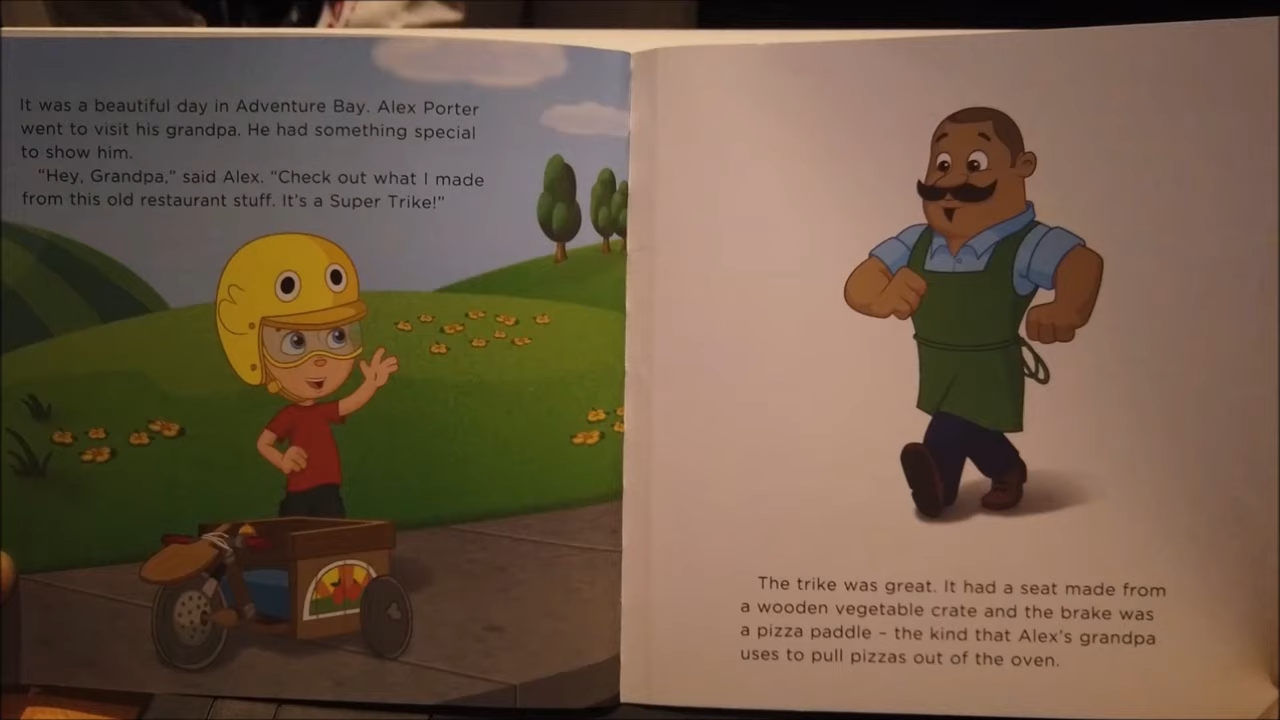 It was a beautiful day in Adventure Bay. Alex Porter
went to visit his grandpa. He had something special
to show him.
“Hey, Grandpa,” said Alex. “Check out what I made
from this old restaurant stuff. It’s a Super Trike!”
The trike was great. It had a seat made from
a wooden vegetable crate and the brake was
a pizza paddle – the kind that Alex’s grandpa
uses to pull pizzas out of the oven.